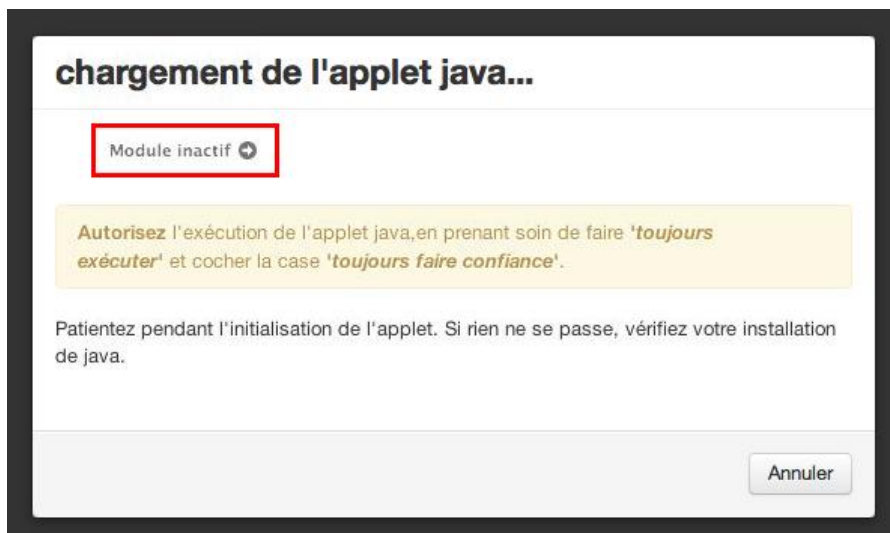 chargement de l'applet java...
Module inactif
Autorisez l'exécution de l'applet java,en prenant soin de faire 'toujours
exécuter' et cocher la case 'toujours faire confiance'.
Patientez pendant l'initialisation de l'applet. Si rien ne se passe, vérifiez votre installation
de java.
Annuler